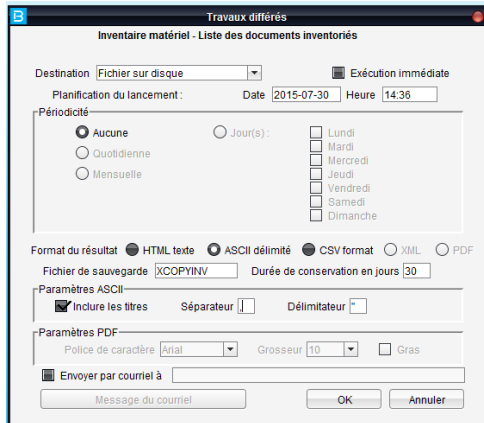 B Travaux différés
Inventaire matériel - Liste des documents inventoriés
Destination Fichier sur disque Exécution immédiate
Planification du lancement : Date 2015-07-30 Heure 14:36
Périodicité
Aucune Jour(s) : Lundi
Mardi
Quotidienne Mercredi
Jeudi
Mensuelle Vendredi
Samedi
Dimanche
Format du résultat HTML texte ASCII délimité CSV format XML PDF
Fichier de sauvegarde XCOPYINV Durée de conservation en jours 30
Paramètres ASCII
Inclure les titres Séparateur , Délimitateur "
Paramètres PDF
Police de caractère Arial Grosseur 10 Gras
Envoyer par courriel à
Message du courriel OK Annuler